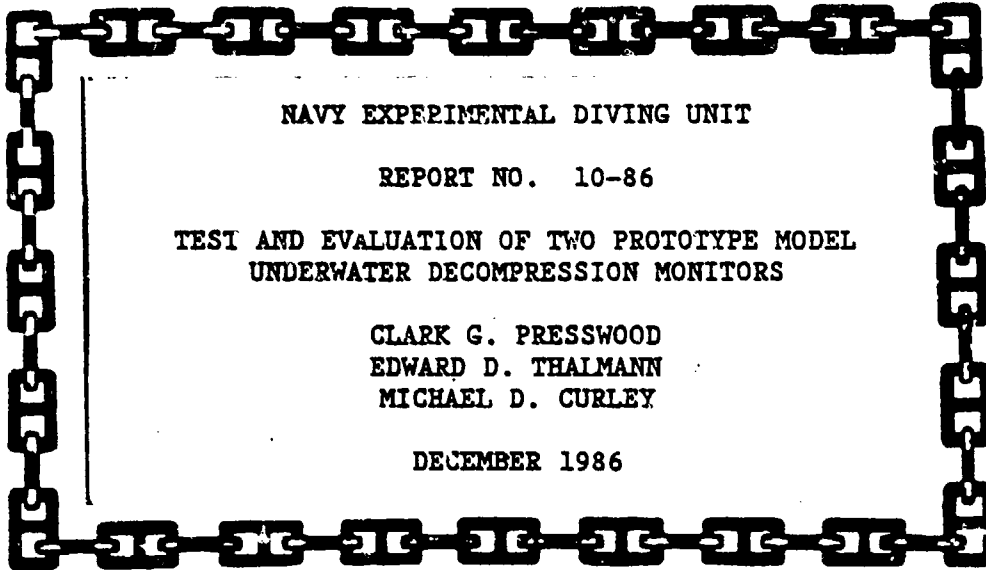 NAVY EXPERIMENTAL DIVING UNIT
REPORT NO. 10-86
TEST AND EVALUATION OF TWO PROTOTYPE MODEL
UNDERWATER DECOMPRESSION MONITORS
CLARK G. PRESSWOOD
EDWARD D. THALMANN
MICHAEL D. CURLEY
DECEMBER 1986